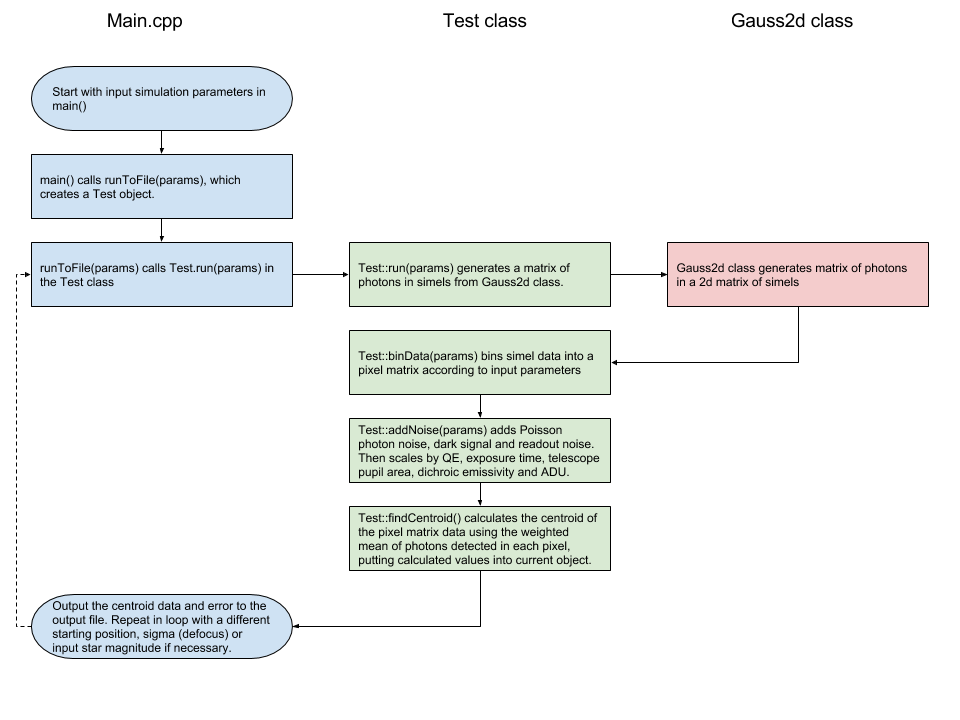 Main.cpp
Test class
Gauss2d class
Start with input simulation parameters in
main()
main() calls runToFile(params), which
creates a Test object.
runToFile(params) calls Test.run(params) in
the Test class
Test::run(params) generates a matrix of
photons in simels from Gauss2d class.
Gauss2d class generates matrix of photons
in a 2d matrix of simels
Test::binData(params) bins simel data into a
pixel matrix according to input parameters
Test::addNoise(params) adds Poisson
photon noise, dark signal and readout noise.
Then scales by QE, exposure time, telescope
pupil area, dichroic emissivity and ADU.
Test::findCentroid() calculates the centroid of
the pixel matrix data using the weighted
mean of photons detected in each pixel,
putting calculated values into current object.
Output the centroid data and error to the
output file. Repeat in loop with a different
starting position, sigma (defocus) or
input star magnitude if necessary.